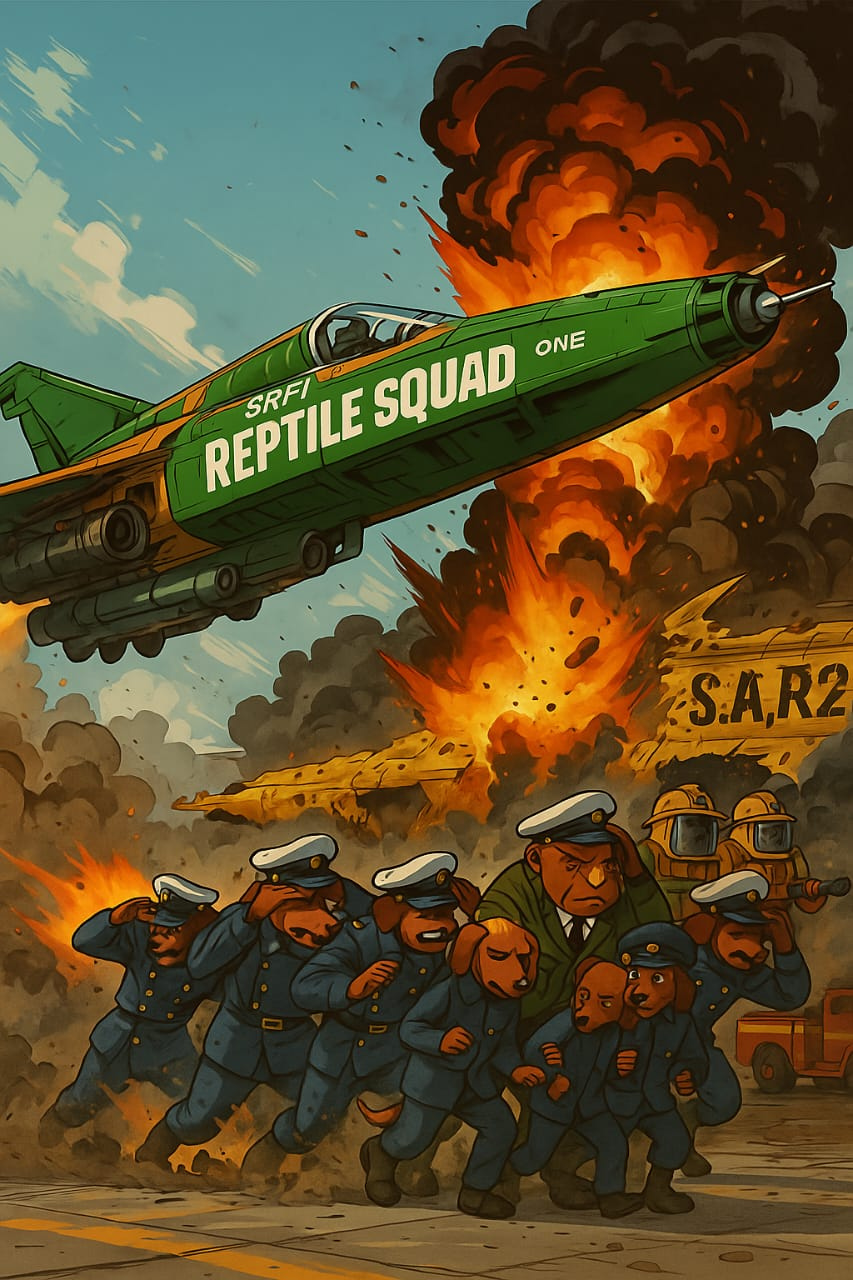 SRFI
REPTILE SQUAD ONE
S.A,R2